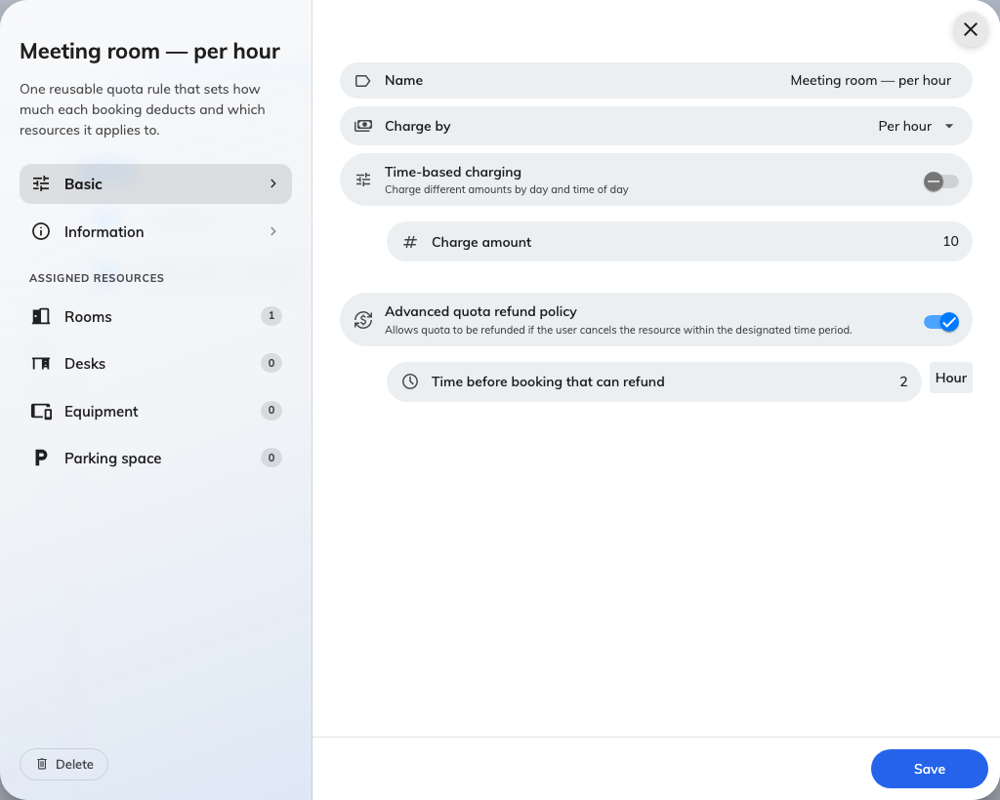 Meeting room — per hour
One reusable quota rule that sets how
much each booking deducts and which
resources it applies to.
Basic
Information
ASSIGNED RESOURCES
Rooms 1
Desks 0
Equipment 0
Parking space 0
Delete
Name Meeting room — per hour
Charge by Per hour
Time-based charging
Charge different amounts by day and time of day
Charge amount 10
Advanced quota refund policy
Allows quota to be refunded if the user cancels the resource within the designated time period.
Time before booking that can refund 2 Hour
Save